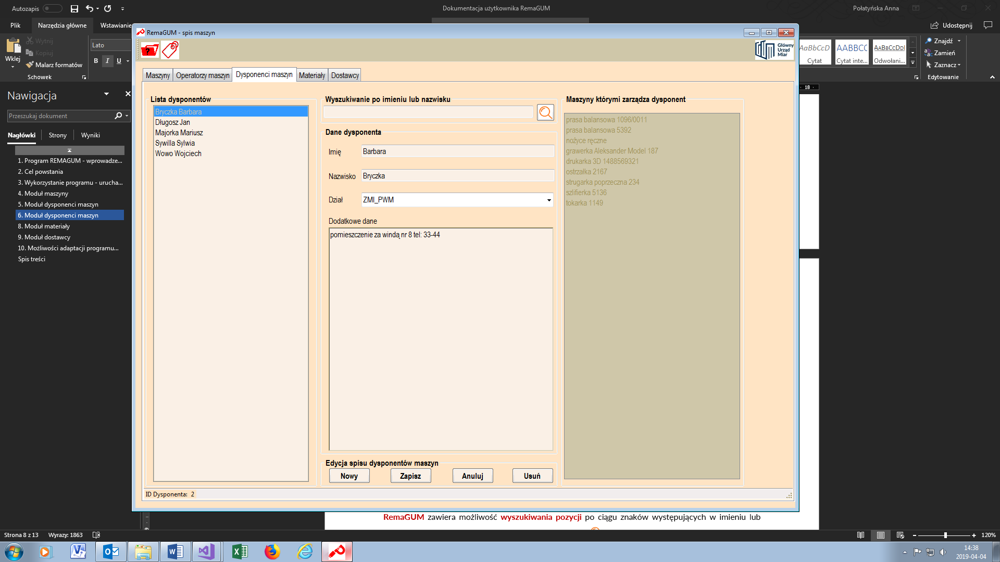 Autozapis
Dokumentacja użytkownika RemaGUM
Połatyńska Anna
Plik
Narzędzia główne
Wstawianie
Udostępnij
Wklej
Wytnij
Kopiuj
Malarz formatów
Schowek
Lato
B I U
AaBbCcD
Cytat
AABBCC
Cytat inte...
AABBCCDDI
Odwołani...
Znajdź
Zamień
Zaznacz
Edytowanie
18
Nawigacja
Przeszukaj dokument
Nagłówki
Strony
Wyniki
1. Program REMAGUM - wprowadze...
2. Cel powstania
3. Wykorzystanie programu - urucha...
4. Moduł maszyny
5. Moduł dysponenci maszyn
6. Moduł dysponenci maszyn
8. Moduł materiały
9. Moduł dostawcy
10. Możliwości adaptacji programu...
Spis treści
RemaGUM - spis maszyn
Główny
Urząd
Miar
Maszyny
Operatorzy maszyn
Dysponenci maszyn
Materiały
Dostawcy
Lista dysponentów
Bryczka Barbara
Długosz Jan
Majorka Mariusz
Sywilla Sylwia
Wowo Wojciech
Wyszukiwanie po imieniu lub nazwisku
Dane dysponenta
Imię
Barbara
Nazwisko
Bryczka
Dział
ZMI_PWM
Dodatkowe dane
pomieszczenie za windą nr 8 tel: 33-44
Edycja spisu dysponentów maszyn
Nowy
Zapisz
Anuluj
Usuń
Maszyny którymi zarządza dysponent
prasa balansowa 1096/0011
prasa balansowa 5392
nożyce ręczne
grawerka Aleksander Model 187
drukarka 3D 1488569321
ostrzałka 2167
strugarka poprzeczna 234
szlifierka 5136
tokarka 1149
ID Dysponenta: 2
RemaGUM zawiera możliwość wyszukiwania pozycji po ciągu znaków występujących w imieniu lub
Strona 8 z 13
Wyrazy: 1863
120%
14:38
2019-04-04